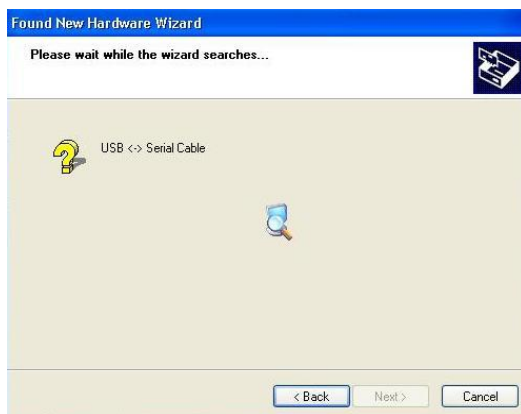 Found New Hardware Wizard
Please wait while the wizard searches...
USB <-> Serial Cable
< Back
Next >
Cancel